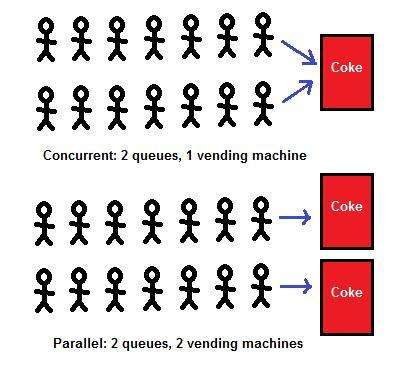 Coke
Concurrent: 2 queues, 1 vending machine
Coke
Coke
Parallel: 2 queues, 2 vending machines